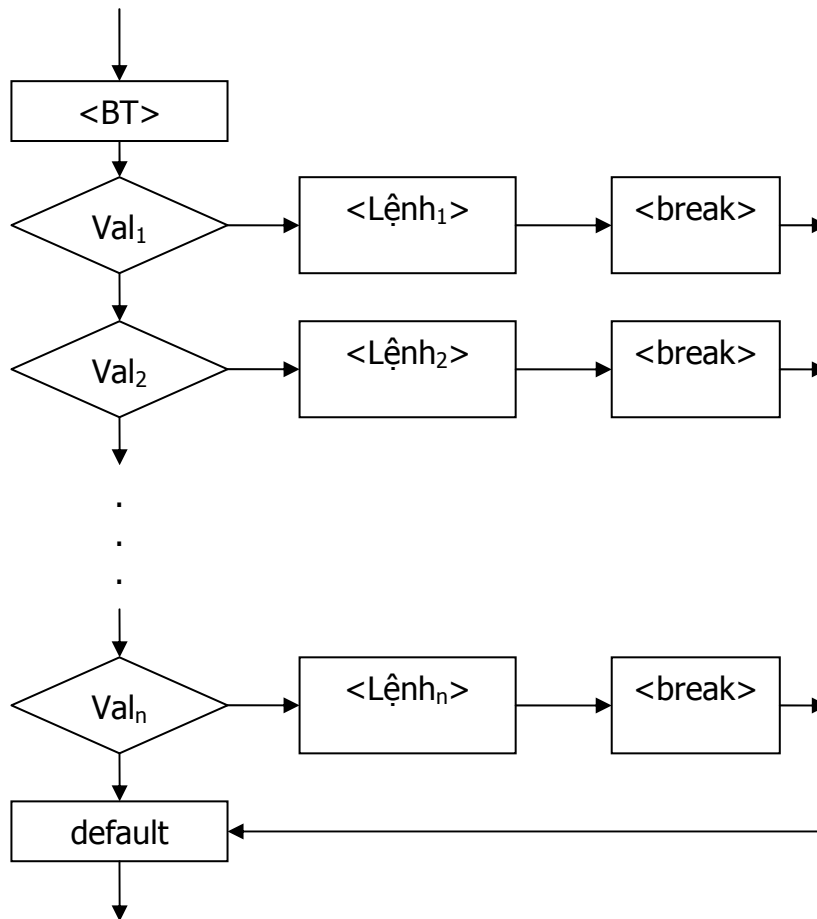 <BT>
Val₁
<Lệnh₁>
<break>
Val₂
<Lệnh₂>
<break>
.
.
.
Valₙ
<Lệnhₙ>
<break>
default